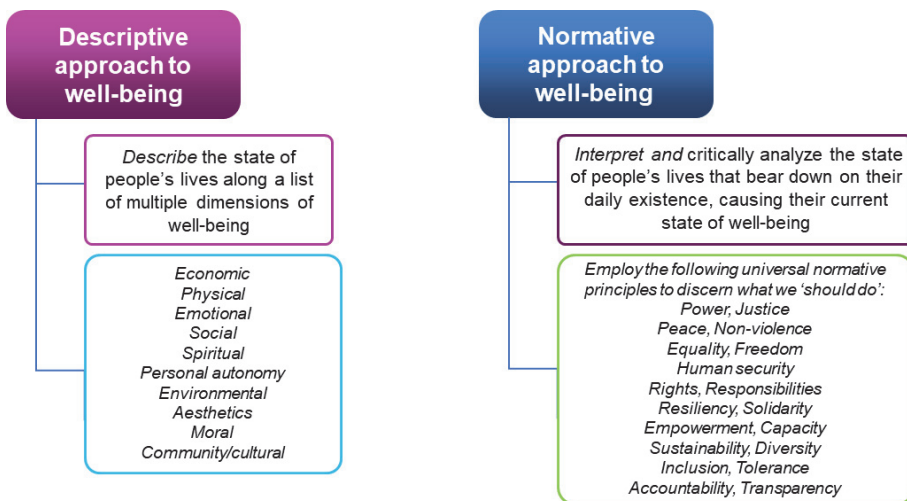 Descriptive
approach to
well-being
Describe the state of
people's lives along a list
of multiple dimensions of
well-being
Economic
Physical
Emotional
Social
Spiritual
Personal autonomy
Environmental
Aesthetics
Moral
Community/cultural
Normative
approach to
well-being
Interpret and critically analyze the state
of people's lives that bear down on their
daily existence, causing their current
state of well-being
Employ the following universal normative
principles to discern what we 'should do':
Power, Justice
Peace, Non-violence
Equality, Freedom
Human security
Rights, Responsibilities
Resiliency, Solidarity
Empowerment, Capacity
Sustainability, Diversity
Inclusion, Tolerance
Accountability, Transparency